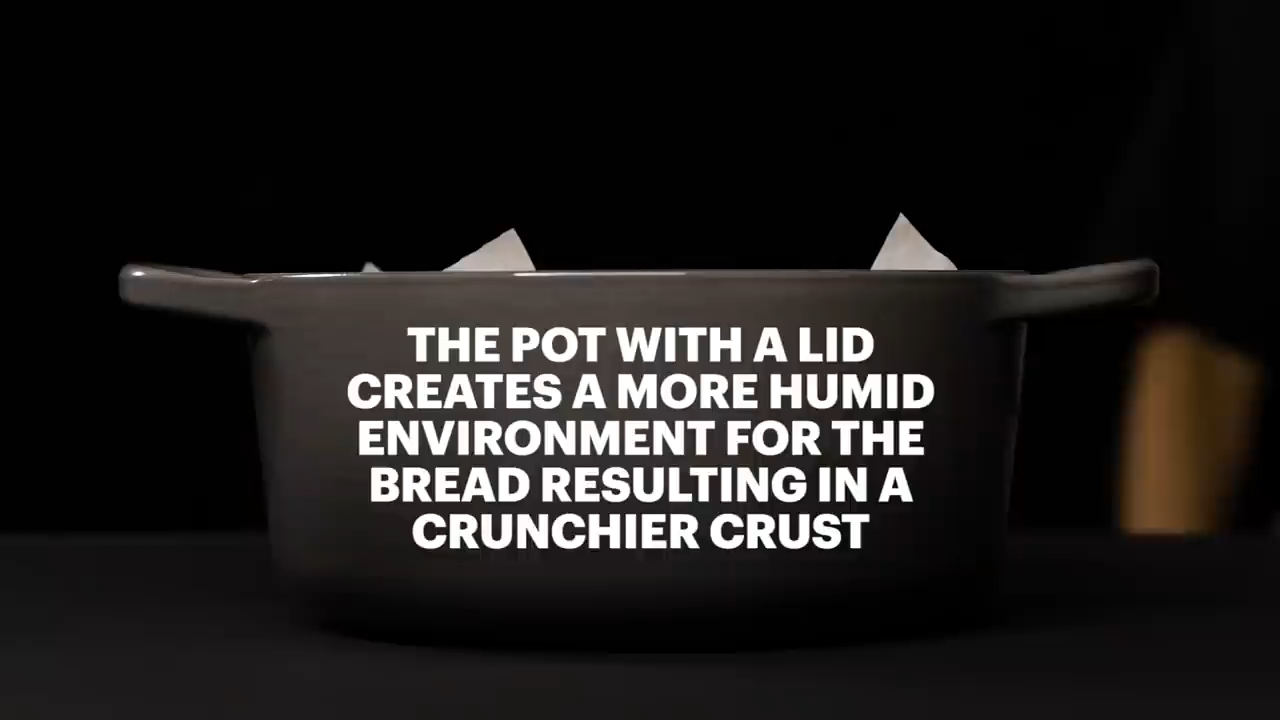 THE POT WITH A LID
CREATES A MORE HUMID
ENVIRONMENT FOR THE
BREAD RESULTING IN A
CRUNCHIER CRUST